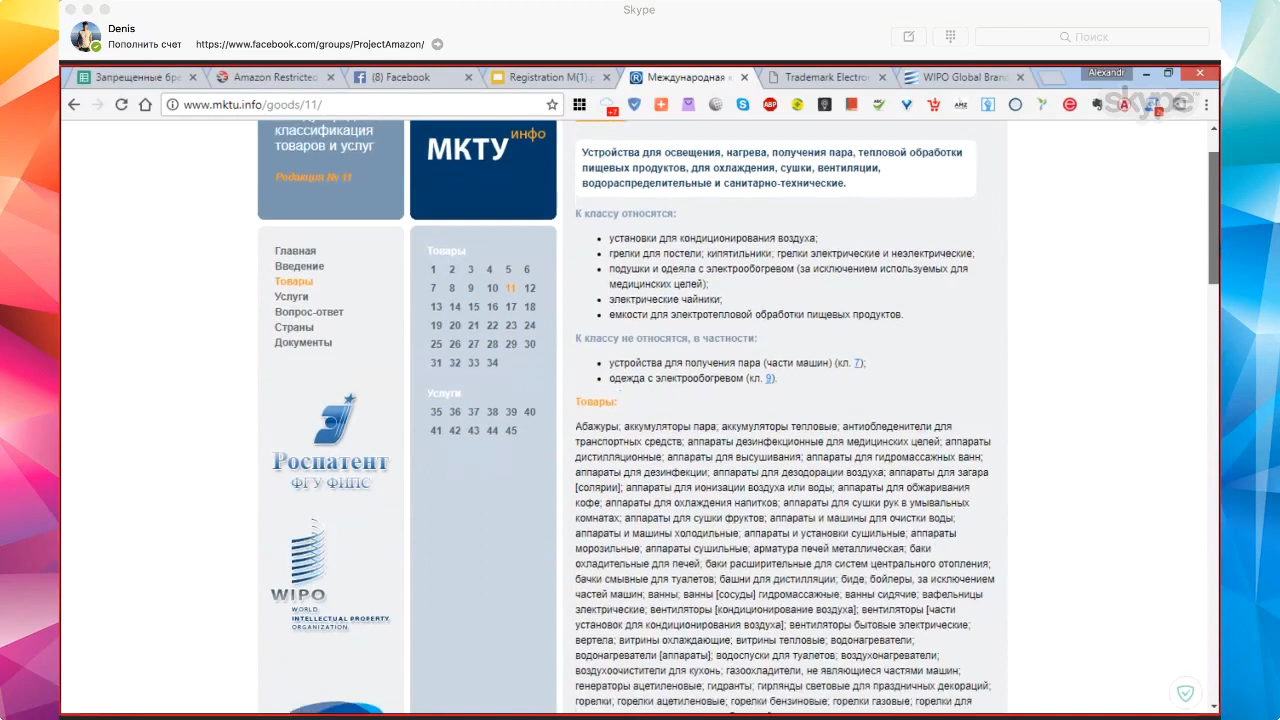 Skype
Denis
Пополнить счет https://www.facebook.com/groups/ProjectAmazon/
Поиск
Запрещенные бре
Amazon Restricted
(8) Facebook
Registration M(1).p
Международная к
Trademark Electro
WIPO Global Bran
Alexandr
www.mktu.info/goods/11/
skype™
классификация
товаров и услуг
Редакция № 11
МКТУ инфо
Главная
Введение
Товары
Услуги
Вопрос-ответ
Страны
Документы
Роспатент
ФГУ ФИПС
WIPO
WORLD
INTELLECTUAL PROPERTY
ORGANIZATION
Товары
1 2 3 4 5 6
7 8 9 10 11 12
13 14 15 16 17 18
19 20 21 22 23 24
25 26 27 28 29 30
31 32 33 34
Услуги
35 36 37 38 39 40
41 42 43 44 45
Устройства для освещения, нагрева, получения пара, тепловой обработки
пищевых продуктов, для охлаждения, сушки, вентиляции,
водораспределительные и санитарно-технические.
К классу относятся:
установки для кондиционирования воздуха;
грелки для постели; кипятильники; грелки электрические и неэлектрические;
подушки и одеяла с электрообогревом (за исключением используемых для
медицинских целей);
электрические чайники;
емкости для электротепловой обработки пищевых продуктов.
К классу не относятся, в частности:
устройства для получения пара (части машин) (кл. 7);
одежда с электрообогревом (кл. 9).
Товары:
Абажуры; аккумуляторы пара; аккумуляторы тепловые; антиобледенители для
транспортных средств; аппараты дезинфекционные для медицинских целей; аппараты
дистилляционные; аппараты для высушивания; аппараты для гидромассажных ванн;
аппараты для дезинфекции; аппараты для дезодорации воздуха; аппараты для загара
[солярии]; аппараты для ионизации воздуха или воды; аппараты для обжаривания
кофе; аппараты для охлаждения напитков; аппараты для сушки рук в умывальных
комнатах; аппараты для сушки фруктов; аппараты и машины для очистки воды;
аппараты и машины холодильные; аппараты и установки сушильные; аппараты
морозильные; аппараты сушильные; арматура печей металлическая; баки
охладительные для печей; баки расширительные для систем центрального отопления;
бачки смывные для туалетов; башни для дистилляции; биде; бойлеры, за исключением
частей машин; ванны; ванны [сосуды] гидромассажные; ванны сидячие; вафельницы
электрические; вентиляторы [кондиционирование воздуха]; вентиляторы [части
установок для кондиционирования воздуха]; вентиляторы бытовые электрические;
вертела; витрины охлаждающие; витрины тепловые; водонагреватели;
водонагреватели [аппараты]; водоспуски для туалетов; воздухонагреватели;
воздухоочистители для кухонь; газоохладители, не являющиеся частями машин;
генераторы ацетиленовые; гидранты; гирлянды световые для праздничных декораций;
горелки; горелки ацетиленовые; горелки бензиновые; горелки газовые; горелки для